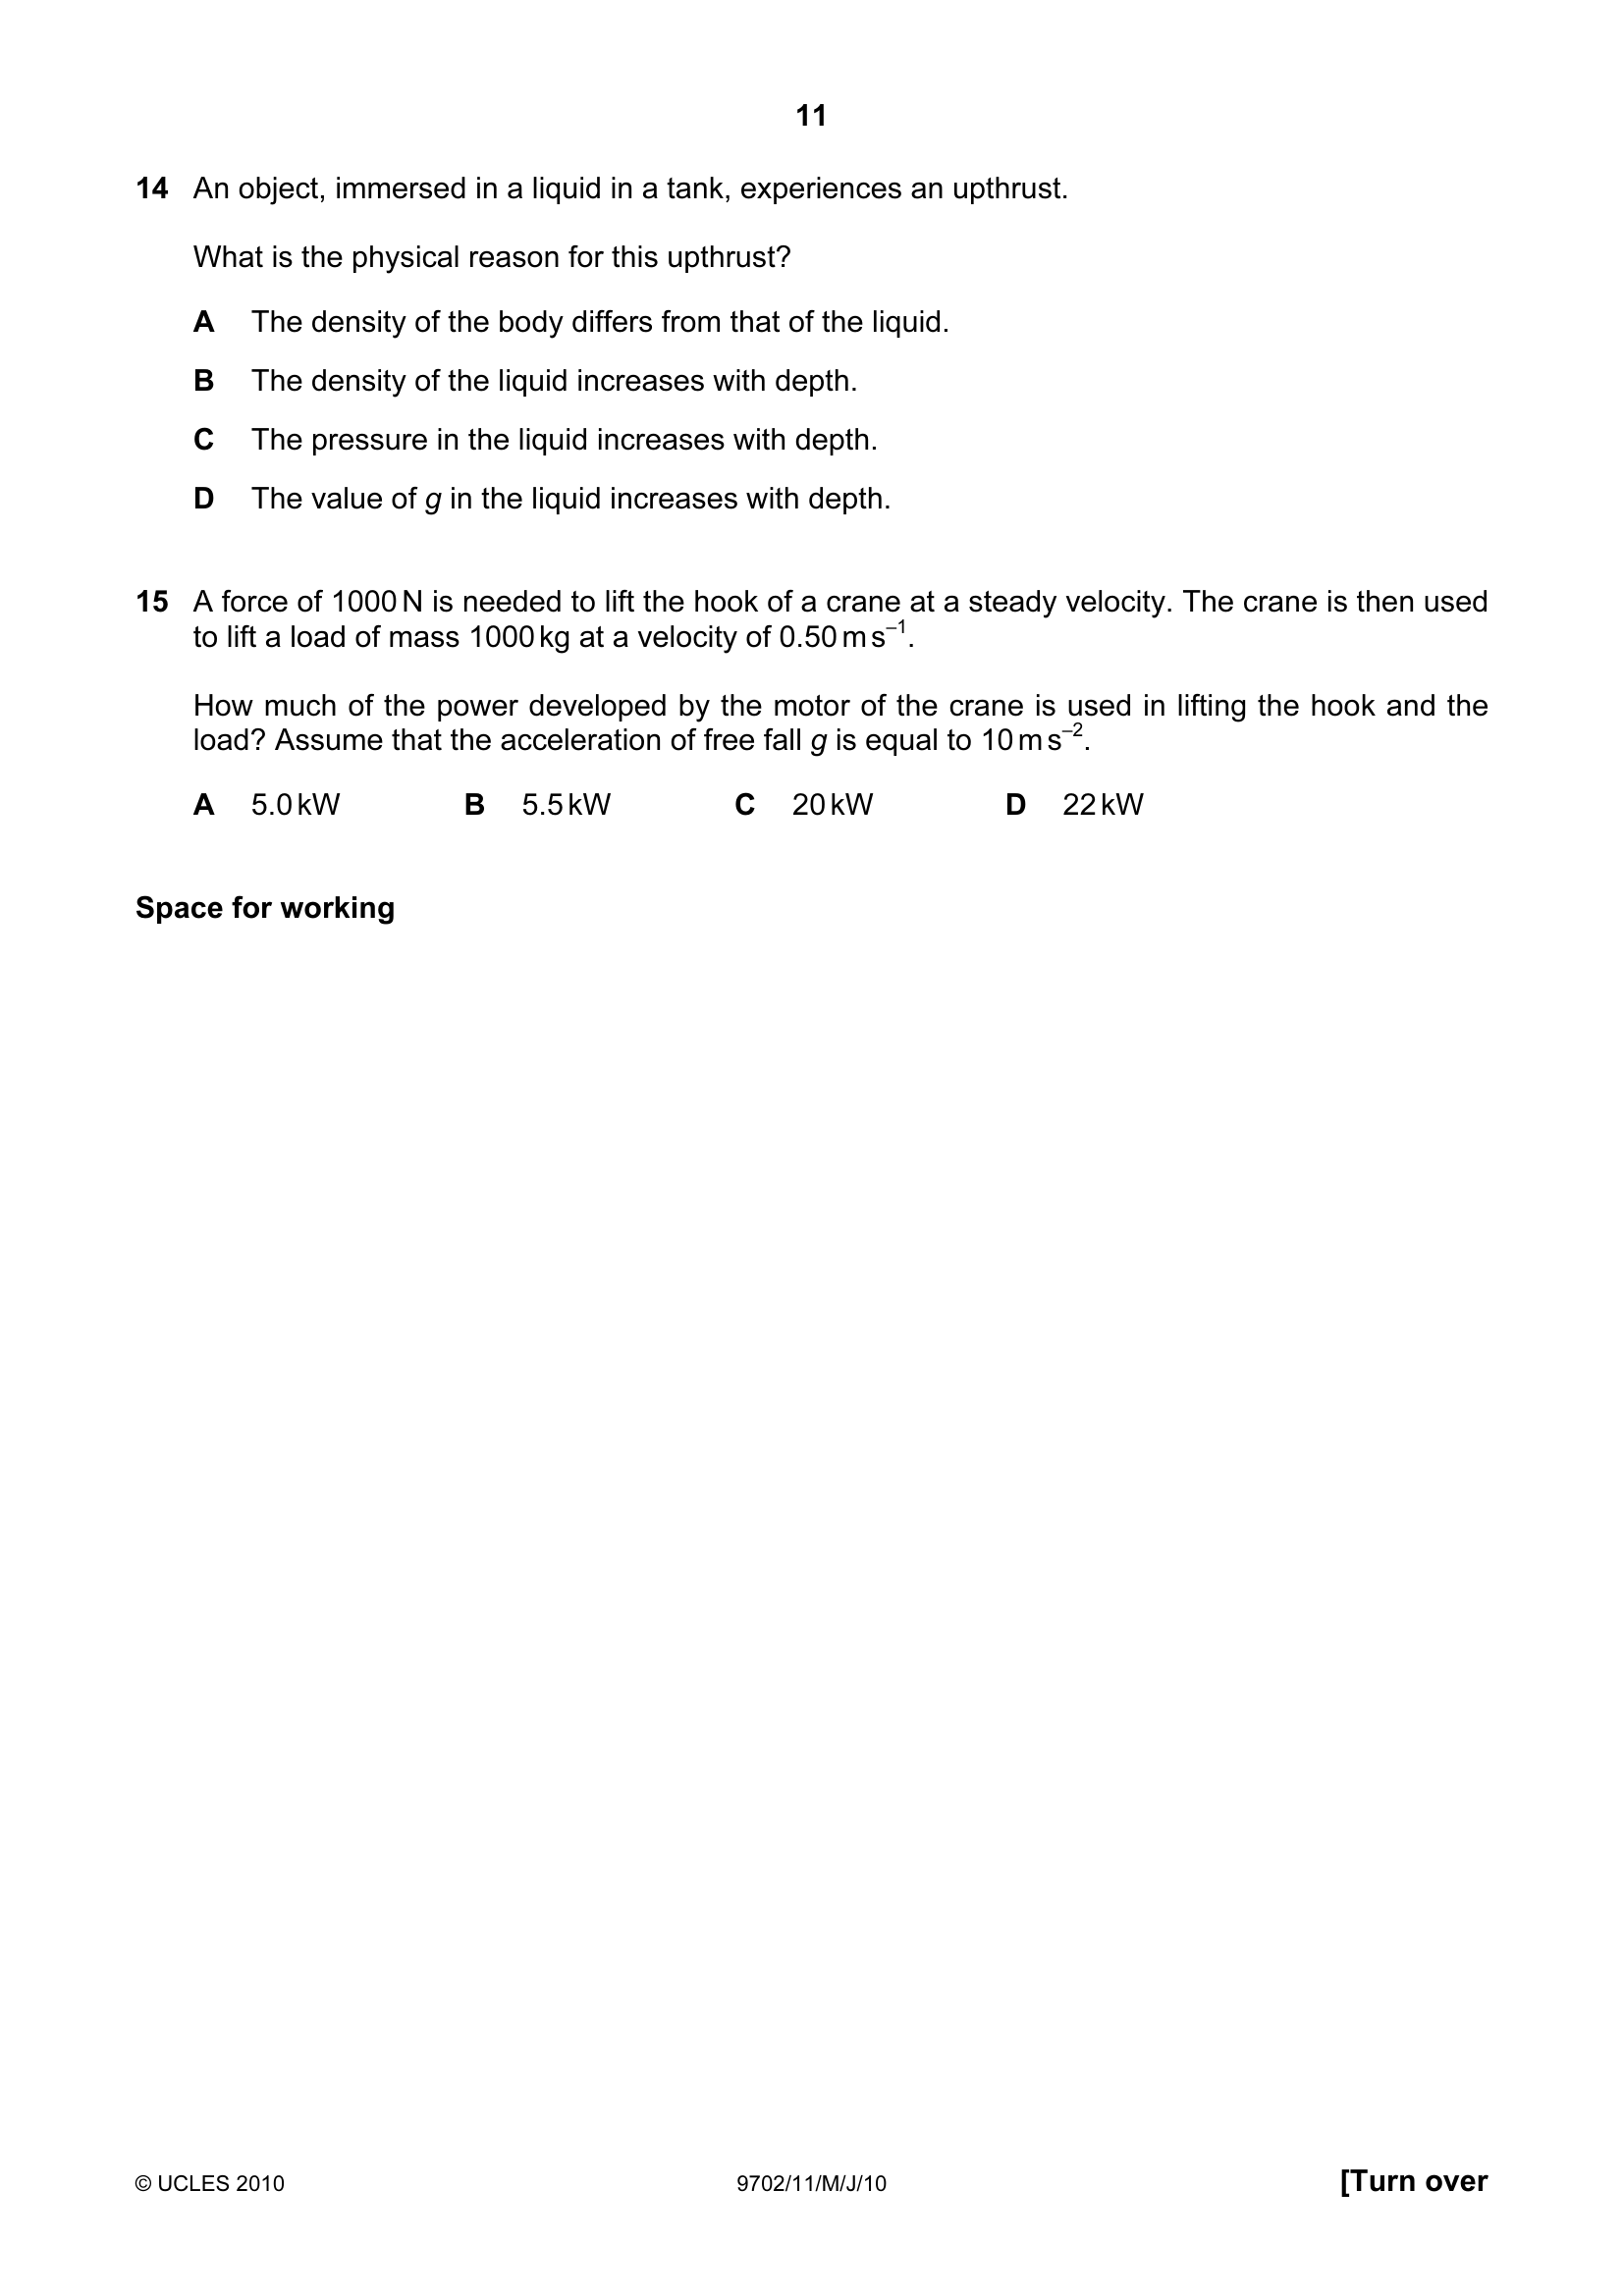 11
14 An object, immersed in a liquid in a tank, experiences an upthrust.
What is the physical reason for this upthrust?
A The density of the body differs from that of the liquid.
B The density of the liquid increases with depth.
C The pressure in the liquid increases with depth.
D The value of g in the liquid increases with depth.
15 A force of 1000 N is needed to lift the hook of a crane at a steady velocity. The crane is then used
to lift a load of mass 1000 kg at a velocity of 0.50 m s⁻¹.
How much of the power developed by the motor of the crane is used in lifting the hook and the
load? Assume that the acceleration of free fall g is equal to 10 m s⁻².
A 5.0 kW B 5.5 kW C 20 kW D 22 kW
Space for working
© UCLES 2010 9702/11/M/J/10 [Turn over